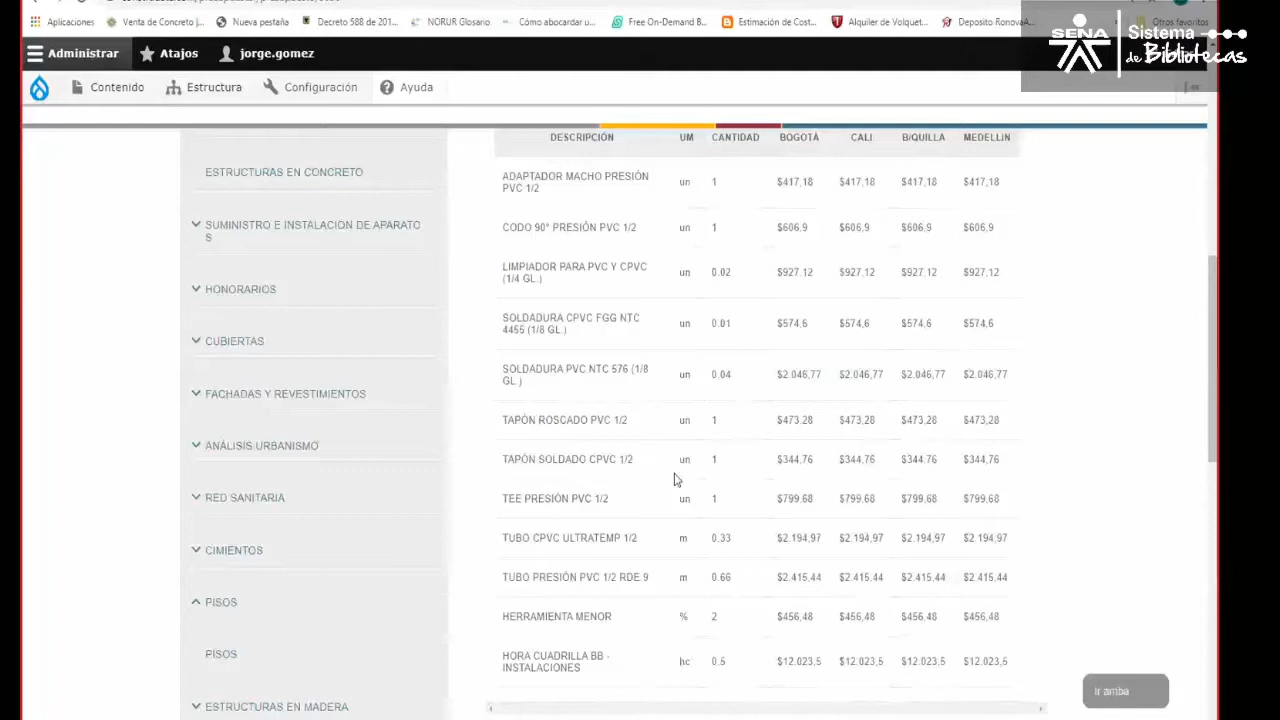 Aplicaciones Venta de Concreto |... Nueva pestaña Decreto 588 de 201... NORUR Glosario Cómo abocardar u... Free On-Demand B... Estimación de Cost... Alquiler de Volquet... Deposito RonovaA... Otros favoritos
SENA Sistema de Bibliotecas
Administrar Atajos jorge.gomez
Contenido Estructura Configuración Ayuda
ESTRUCTURAS EN CONCRETO
SUMINISTRO E INSTALACION DE APARATO
S
HONORARIOS
CUBIERTAS
FACHADAS Y REVESTIMIENTOS
ANÁLISIS URBANISMO
RED SANITARIA
CIMIENTOS
PISOS
PISOS
ESTRUCTURAS EN MADERA
DESCRIPCIÓN UM CANTIDAD BOGOTÁ CALI B/QUILLA MEDELLIN
ADAPTADOR MACHO PRESIÓN
PVC 1/2 un 1 $417,18 $417,18 $417,18 $417,18
CODO 90° PRESIÓN PVC 1/2 un 1 $606,9 $606,9 $606,9 $606,9
LIMPIADOR PARA PVC Y CPVC
(1/4 GL.) un 0.02 $927,12 $927,12 $927,12 $927,12
SOLDADURA CPVC FGG NTC
4455 (1/8 GL.) un 0.01 $574,6 $574,6 $574,6 $574,6
SOLDADURA PVC NTC 576 (1/8
GL.) un 0.04 $2.046,77 $2.046,77 $2.046,77 $2.046,77
TAPÓN ROSCADO PVC 1/2 un 1 $473,28 $473,28 $473,28 $473,28
TAPÓN SOLDADO CPVC 1/2 un 1 $344,76 $344,76 $344,76 $344,76
TEE PRESIÓN PVC 1/2 un 1 $799,68 $799,68 $799,68 $799,68
TUBO CPVC ULTRATEMP 1/2 m 0.33 $2.194,97 $2.194,97 $2.194,97 $2.194,97
TUBO PRESIÓN PVC 1/2 RDE.9 m 0.66 $2.415,44 $2.415,44 $2.415,44 $2.415,44
HERRAMIENTA MENOR % 2 $456,48 $456,48 $456,48 $456,48
HORA CUADRILLA BB -
INSTALACIONES hc 0.5 $12.023,5 $12.023,5 $12.023,5 $12.023,5
Ir arriba